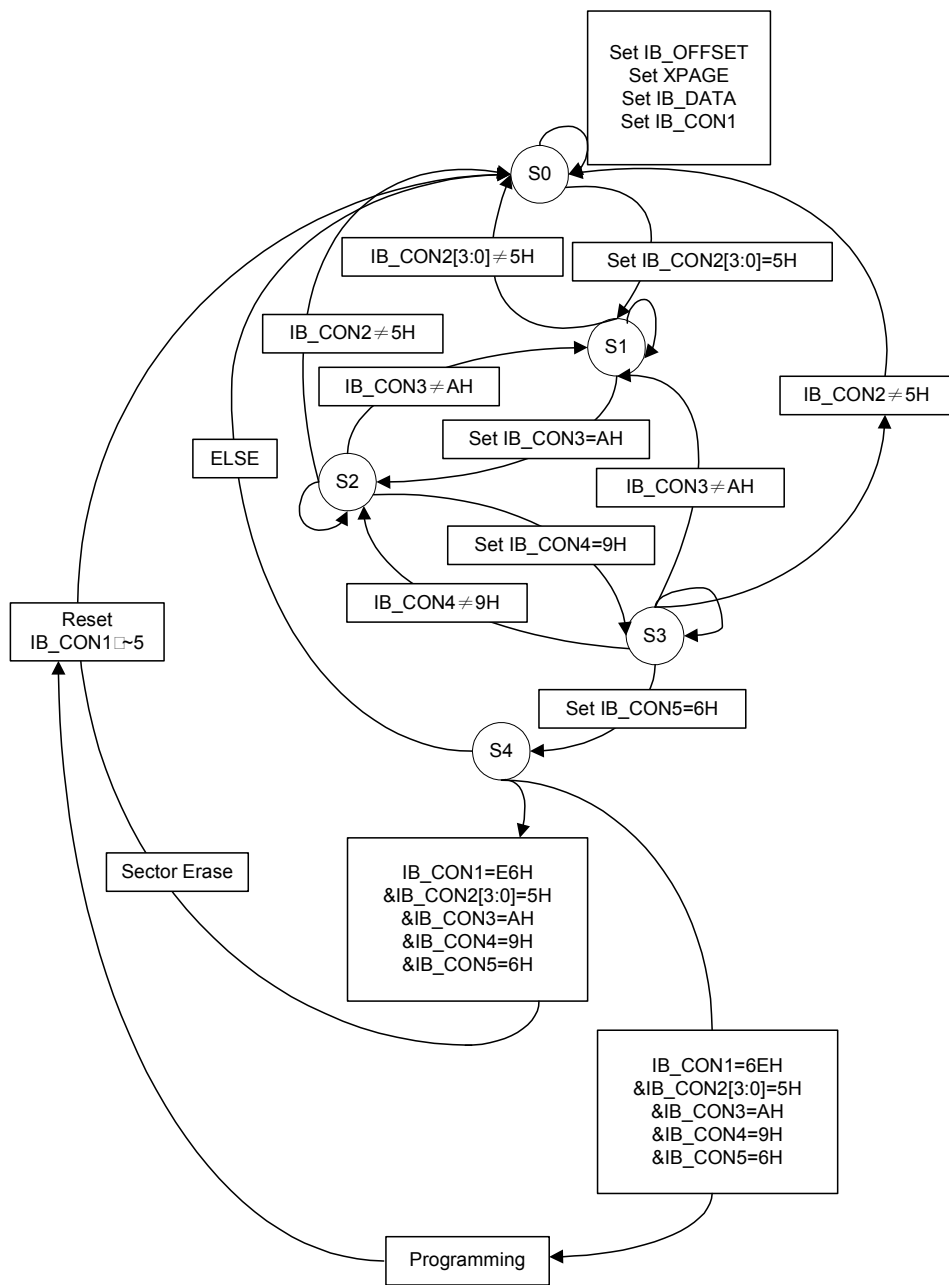 Set IB_OFFSET
Set XPAGE
Set IB_DATA
Set IB_CON1
S0
IB_CON2[3:0]≠5H
Set IB_CON2[3:0]=5H
IB_CON2≠5H
S1
IB_CON3≠AH
IB_CON2≠5H
Set IB_CON3=AH
ELSE
S2
IB_CON3≠AH
Set IB_CON4=9H
IB_CON4≠9H
Reset
IB_CON1□~5
S3
Set IB_CON5=6H
S4
Sector Erase
IB_CON1=E6H
&IB_CON2[3:0]=5H
&IB_CON3=AH
&IB_CON4=9H
&IB_CON5=6H
IB_CON1=6EH
&IB_CON2[3:0]=5H
&IB_CON3=AH
&IB_CON4=9H
&IB_CON5=6H
Programming